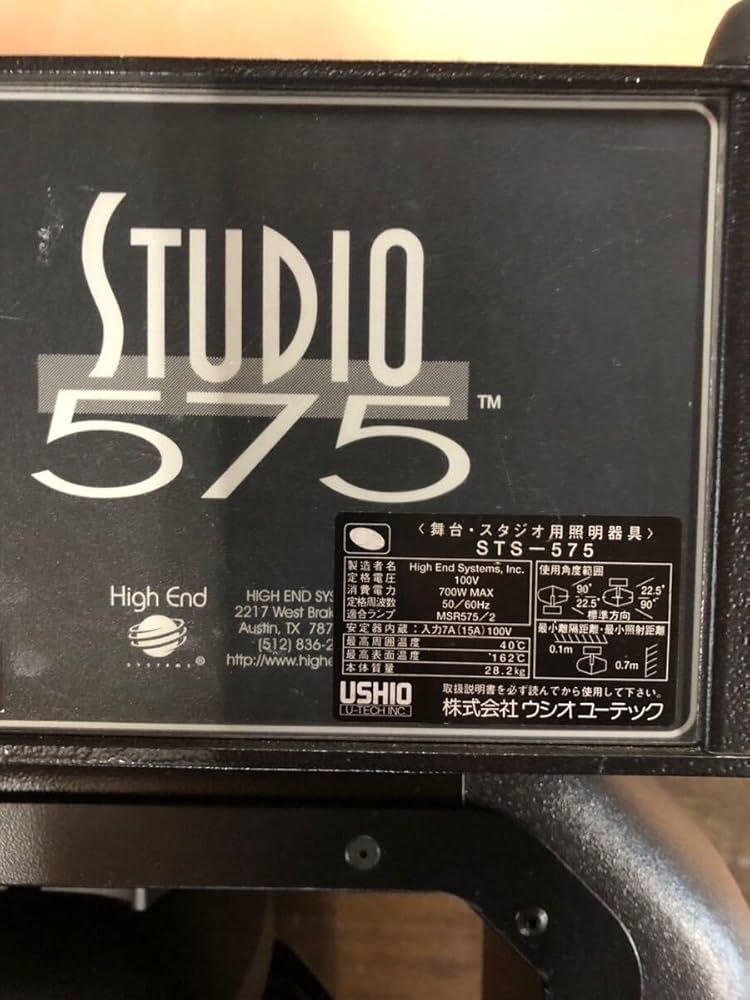 STUDIO
575™
High End
SYSTEMS®
HIGH END SYS
2217 West Brak
Austin, TX 787
(512) 836-2
http://www.highe
〈舞台・スタジオ用照明器具〉
STS-575
製造者名 High End Systems, Inc.
定格電圧 100V
消費電力 700W MAX
定格周波数 50/60Hz
適合ランプ MSR575/2
安定器内蔵:入力7A(15A)100V
最高周囲温度 40℃
最高表面温度 162℃
本体質量 28.2kg
使用角度範囲
90° 22.5°
22.5° 90°
標準方向
最小離隔距離・最小照射距離
0.1m 0.7m
USHIO
U-TECH INC.
取扱説明書を必ず読んでから使用して下さい。
株式会社ウシオユーテック